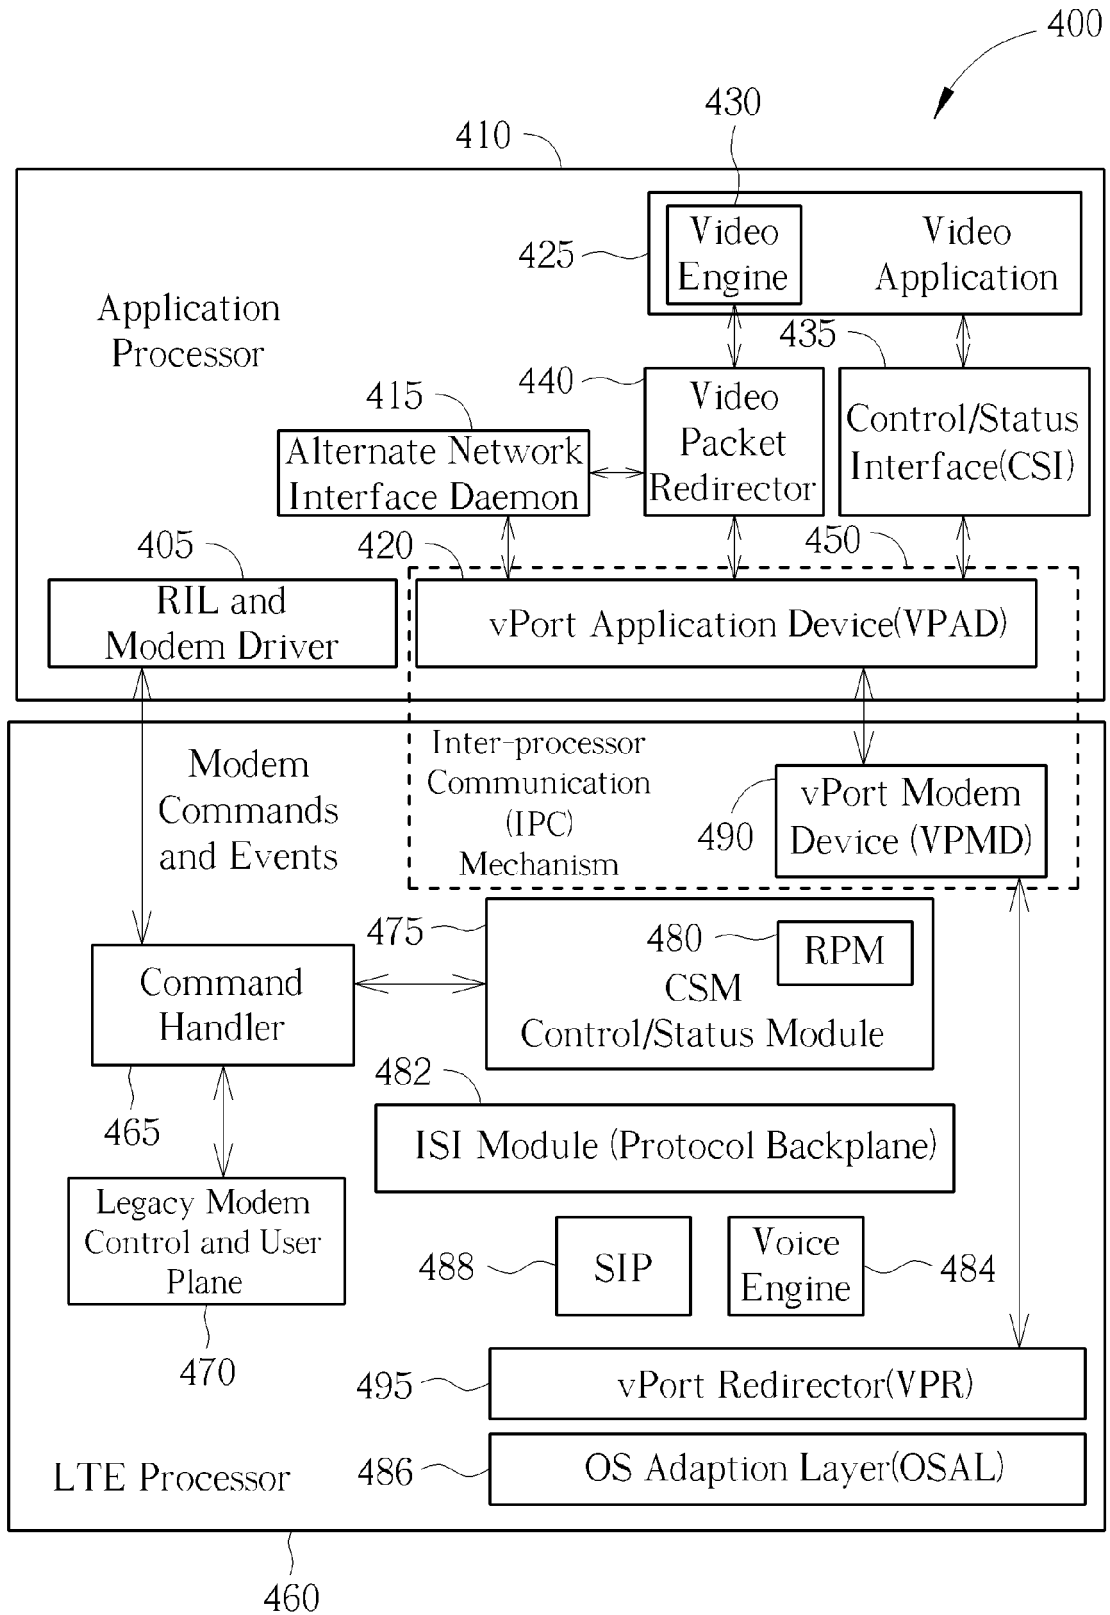 400
430
410
425
Video
Engine
Video
Application
Application
Processor
435
440
415
Video
Packet
Redirector
Control/Status
Interface(CSI)
Alternate Network
Interface Daemon
405
420
450
RIL and
Modem Driver
vPort Application Device(VPAD)
Inter-processor
Communication
(IPC)
Mechanism
Modem
Commands
and Events
490
vPort Modem
Device (VPMD)
475
480
RPM
CSM
Control/Status Module
Command
Handler
465
482
ISI Module (Protocol Backplane)
Legacy Modem
Control and User
Plane
470
488
SIP
Voice
Engine
484
495
vPort Redirector(VPR)
486
OS Adaption Layer(OSAL)
LTE Processor
460